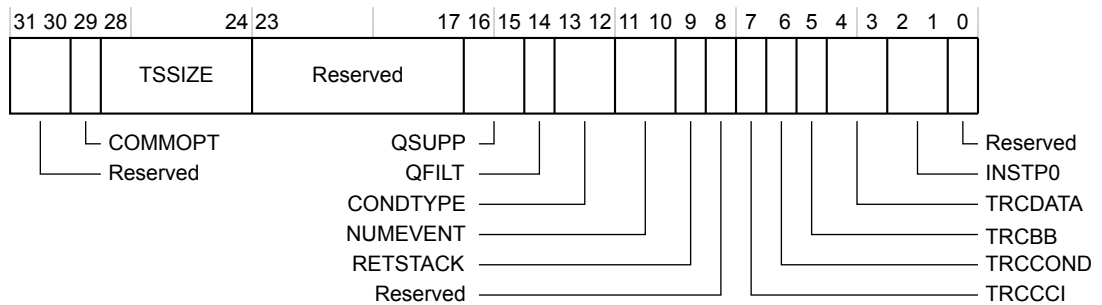 31 30 29 28 24 23 17 16 15 14 13 12 11 10 9 8 7 6 5 4 3 2 1 0
TSSIZE Reserved
COMMOPT QSUPP Reserved
Reserved QFILT INSTP0
CONDTYPE TRCDATA
NUMEVENT TRCBB
RETSTACK TRCCOND
Reserved TRCCCI